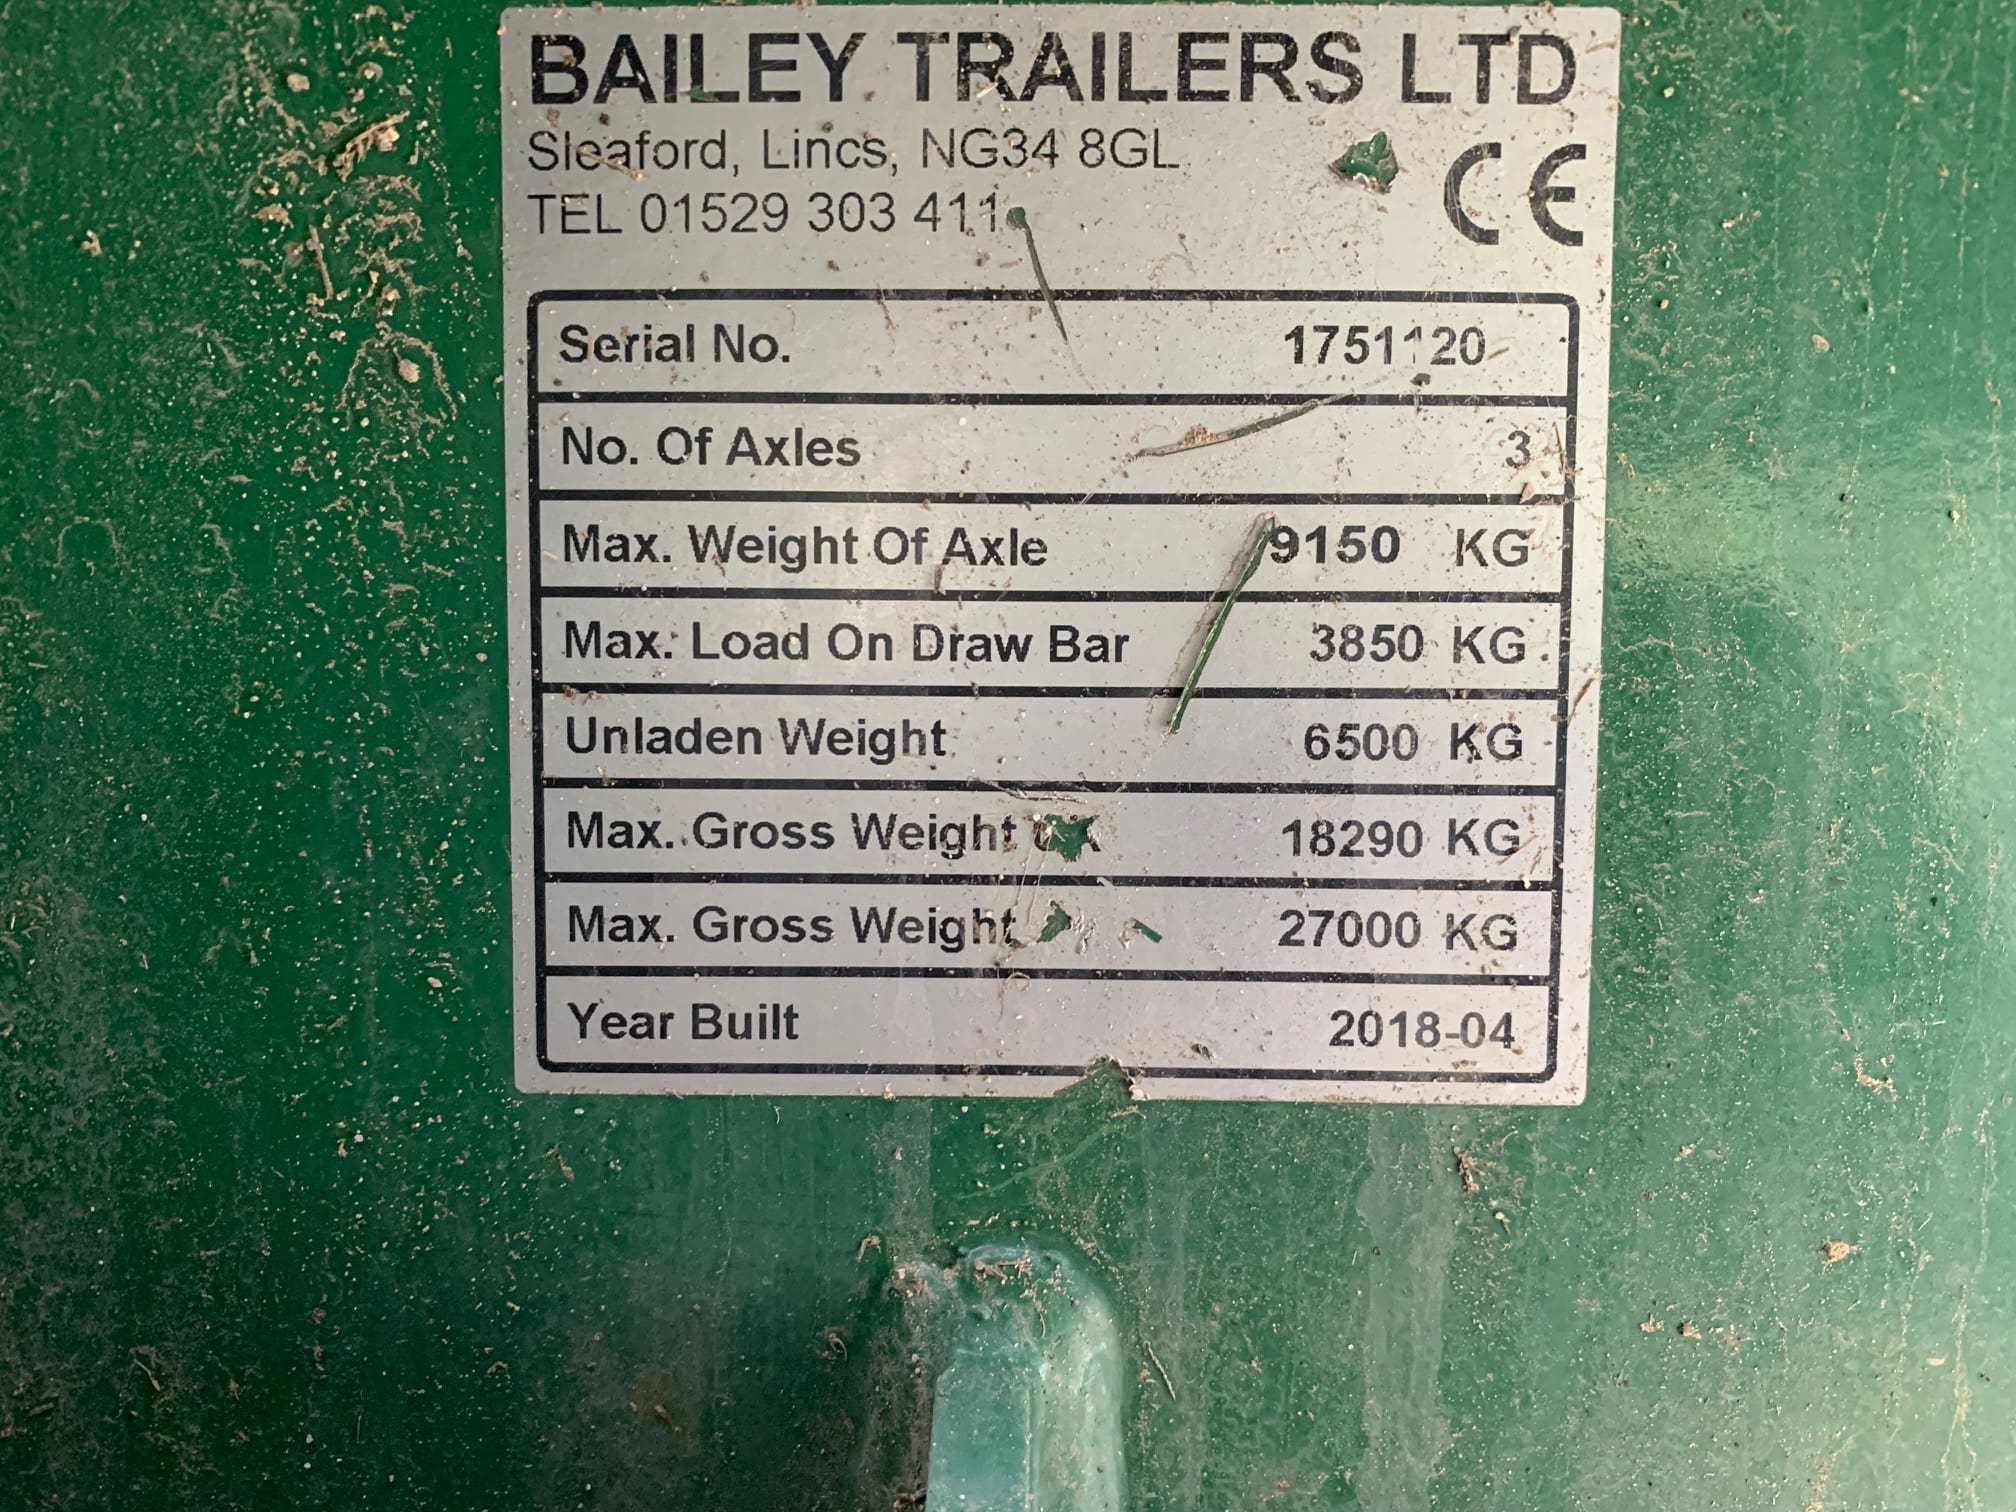 BAILEY TRAILERS LTD
Sleaford, Lincs, NG34 8GL
TEL 01529 303 411
CE
Serial No. 1751120
No. Of Axles 3
Max. Weight Of Axle 9150 KG
Max. Load On Draw Bar 3850 KG
Unladen Weight 6500 KG
Max. Gross Weight UK 18290 KG
Max. Gross Weight 27000 KG
Year Built 2018-04